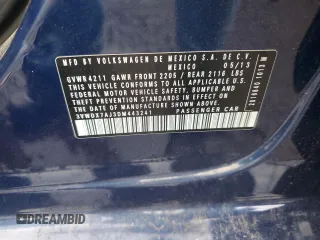 MFD. BY VOLKSWAGEN DE MEXICO S.A. DE C.V.
MEXICO 05/13
GVWR4211 GAWR FRONT 2205 / REAR 2116 LBS
THIS VEHICLE CONFORMS TO ALL APPLICABLE
FEDERAL MOTOR VEHICLE SAFETY, BUMPER AND
THEFT PREVENTION STANDARDS IN EFFECT
ON THE DATE OF MANUFACTURE SHOWN ABOVE
PASSENGER CAR
DREAMBID